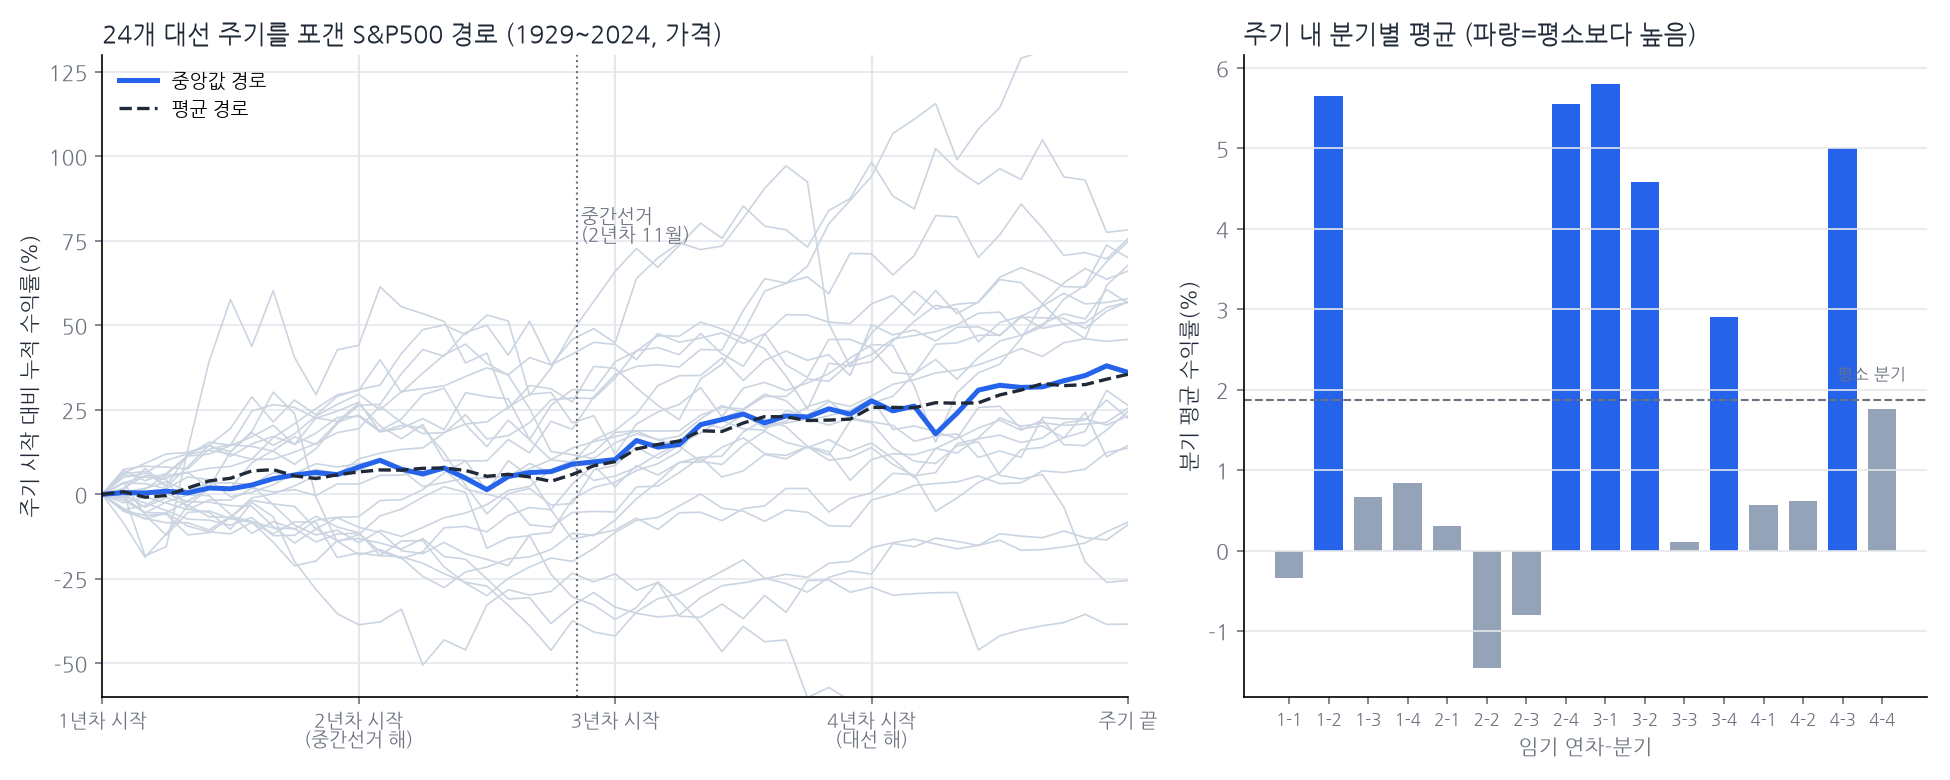 24개 대선 주기를 포갠 S&P500 경로 (1929~2024, 가격)
중앙값 경로
평균 경로
주기 시작 대비 누적 수익률(%)
125
100
75
50
25
0
-25
-50
중간선거
(2년차 11월)
1년차 시작
2년차 시작
(중간선거 해)
3년차 시작
4년차 시작
(대선 해)
주기 끝
주기 내 분기별 평균 (파랑=평소보다 높음)
분기 평균 수익률(%)
6
5
4
3
2
1
0
-1
평소 분기
1-1 1-2 1-3 1-4 2-1 2-2 2-3 2-4 3-1 3-2 3-3 3-4 4-1 4-2 4-3 4-4
임기 연차-분기